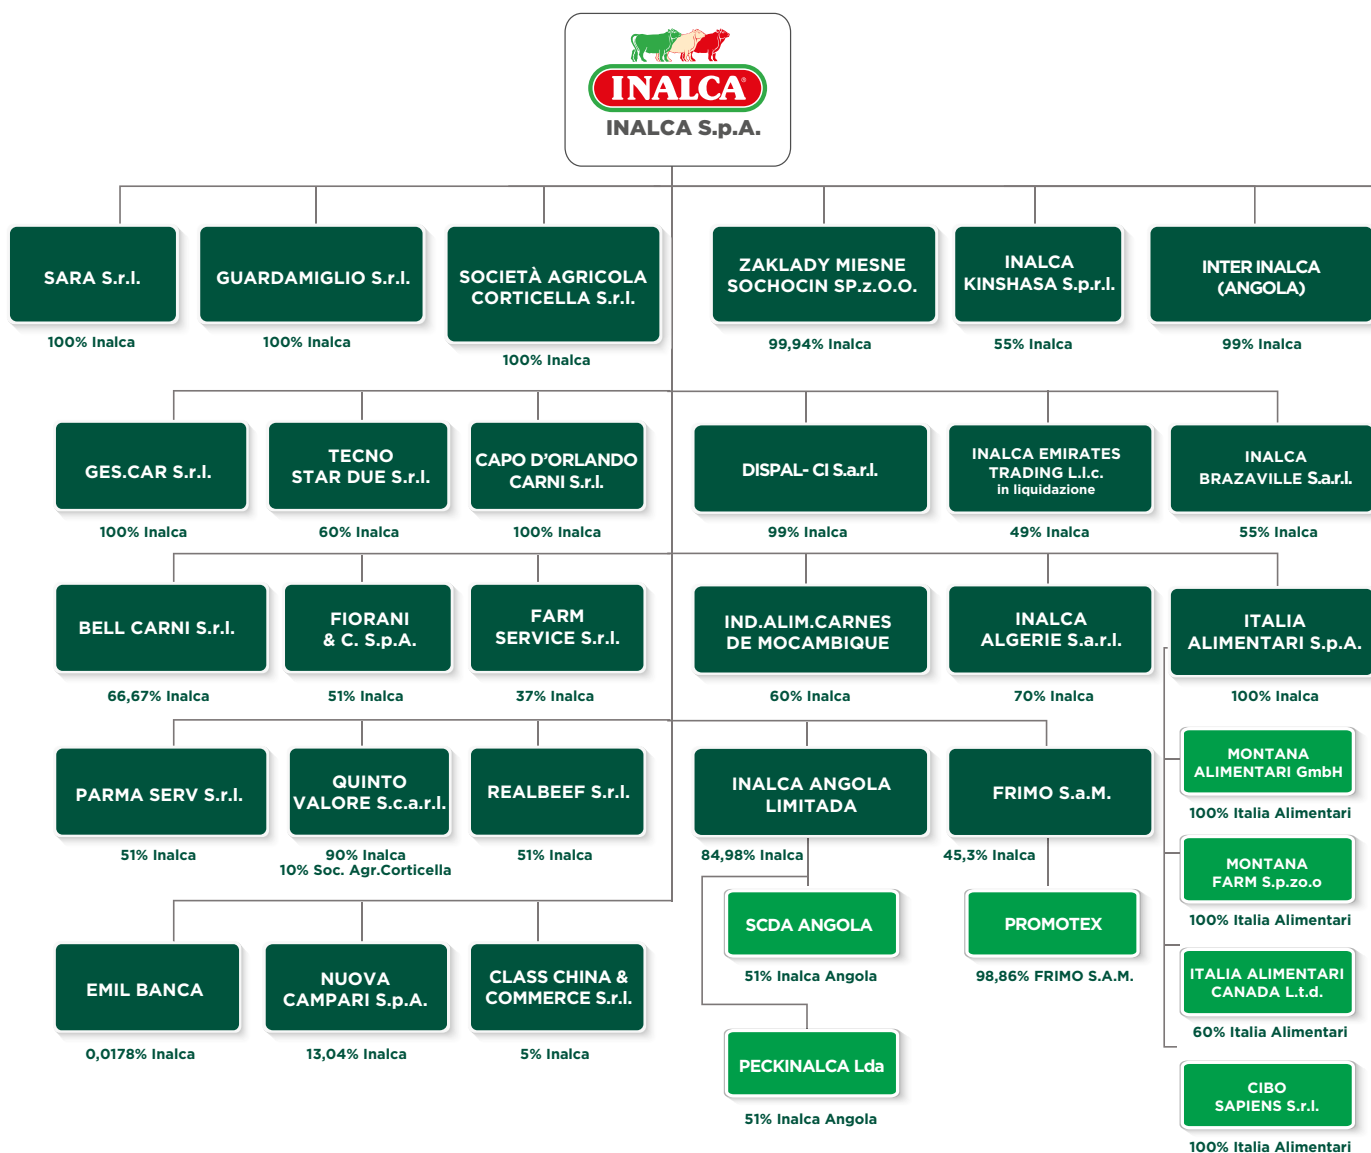 INALCA®
INALCA S.p.A.
SARA S.r.l.
100% Inalca
GUARDAMIGLIO S.r.l.
100% Inalca
SOCIETÀ AGRICOLA
CORTICELLA S.r.l.
100% Inalca
ZAKLADY MIESNE
SOCHOCIN SP.z.O.O.
99,94% Inalca
INALCA
KINSHASA S.p.r.l.
55% Inalca
INTER INALCA
(ANGOLA)
99% Inalca
GES.CAR S.r.l.
100% Inalca
TECNO
STAR DUE S.r.l.
60% Inalca
CAPO D'ORLANDO
CARNI S.r.l.
100% Inalca
DISPAL- CI S.a.r.l.
99% Inalca
INALCA EMIRATES
TRADING L.l.c.
in liquidazione
49% Inalca
INALCA
BRAZAVILLE S.a.r.l.
55% Inalca
BELL CARNI S.r.l.
66,67% Inalca
FIORANI
& C. S.p.A.
51% Inalca
FARM
SERVICE S.r.l.
37% Inalca
IND.ALIM.CARNES
DE MOCAMBIQUE
60% Inalca
INALCA
ALGERIE S.a.r.l.
70% Inalca
ITALIA
ALIMENTARI S.p.A.
100% Inalca
PARMA SERV S.r.l.
51% Inalca
QUINTO
VALORE S.c.a.r.l.
90% Inalca
10% Soc. Agr.Corticella
REALBEEF S.r.l.
51% Inalca
INALCA ANGOLA
LIMITADA
84,98% Inalca
FRIMO S.a.M.
45,3% Inalca
MONTANA
ALIMENTARI GmbH
100% Italia Alimentari
MONTANA
FARM S.p.zo.o
100% Italia Alimentari
SCDA ANGOLA
51% Inalca Angola
PROMOTEX
98,86% FRIMO S.A.M.
ITALIA ALIMENTARI
CANADA L.t.d.
60% Italia Alimentari
EMIL BANCA
0,0178% Inalca
NUOVA
CAMPARI S.p.A.
13,04% Inalca
CLASS CHINA &
COMMERCE S.r.l.
5% Inalca
PECKINALCA Lda
51% Inalca Angola
CIBO
SAPIENS S.r.l.
100% Italia Alimentari